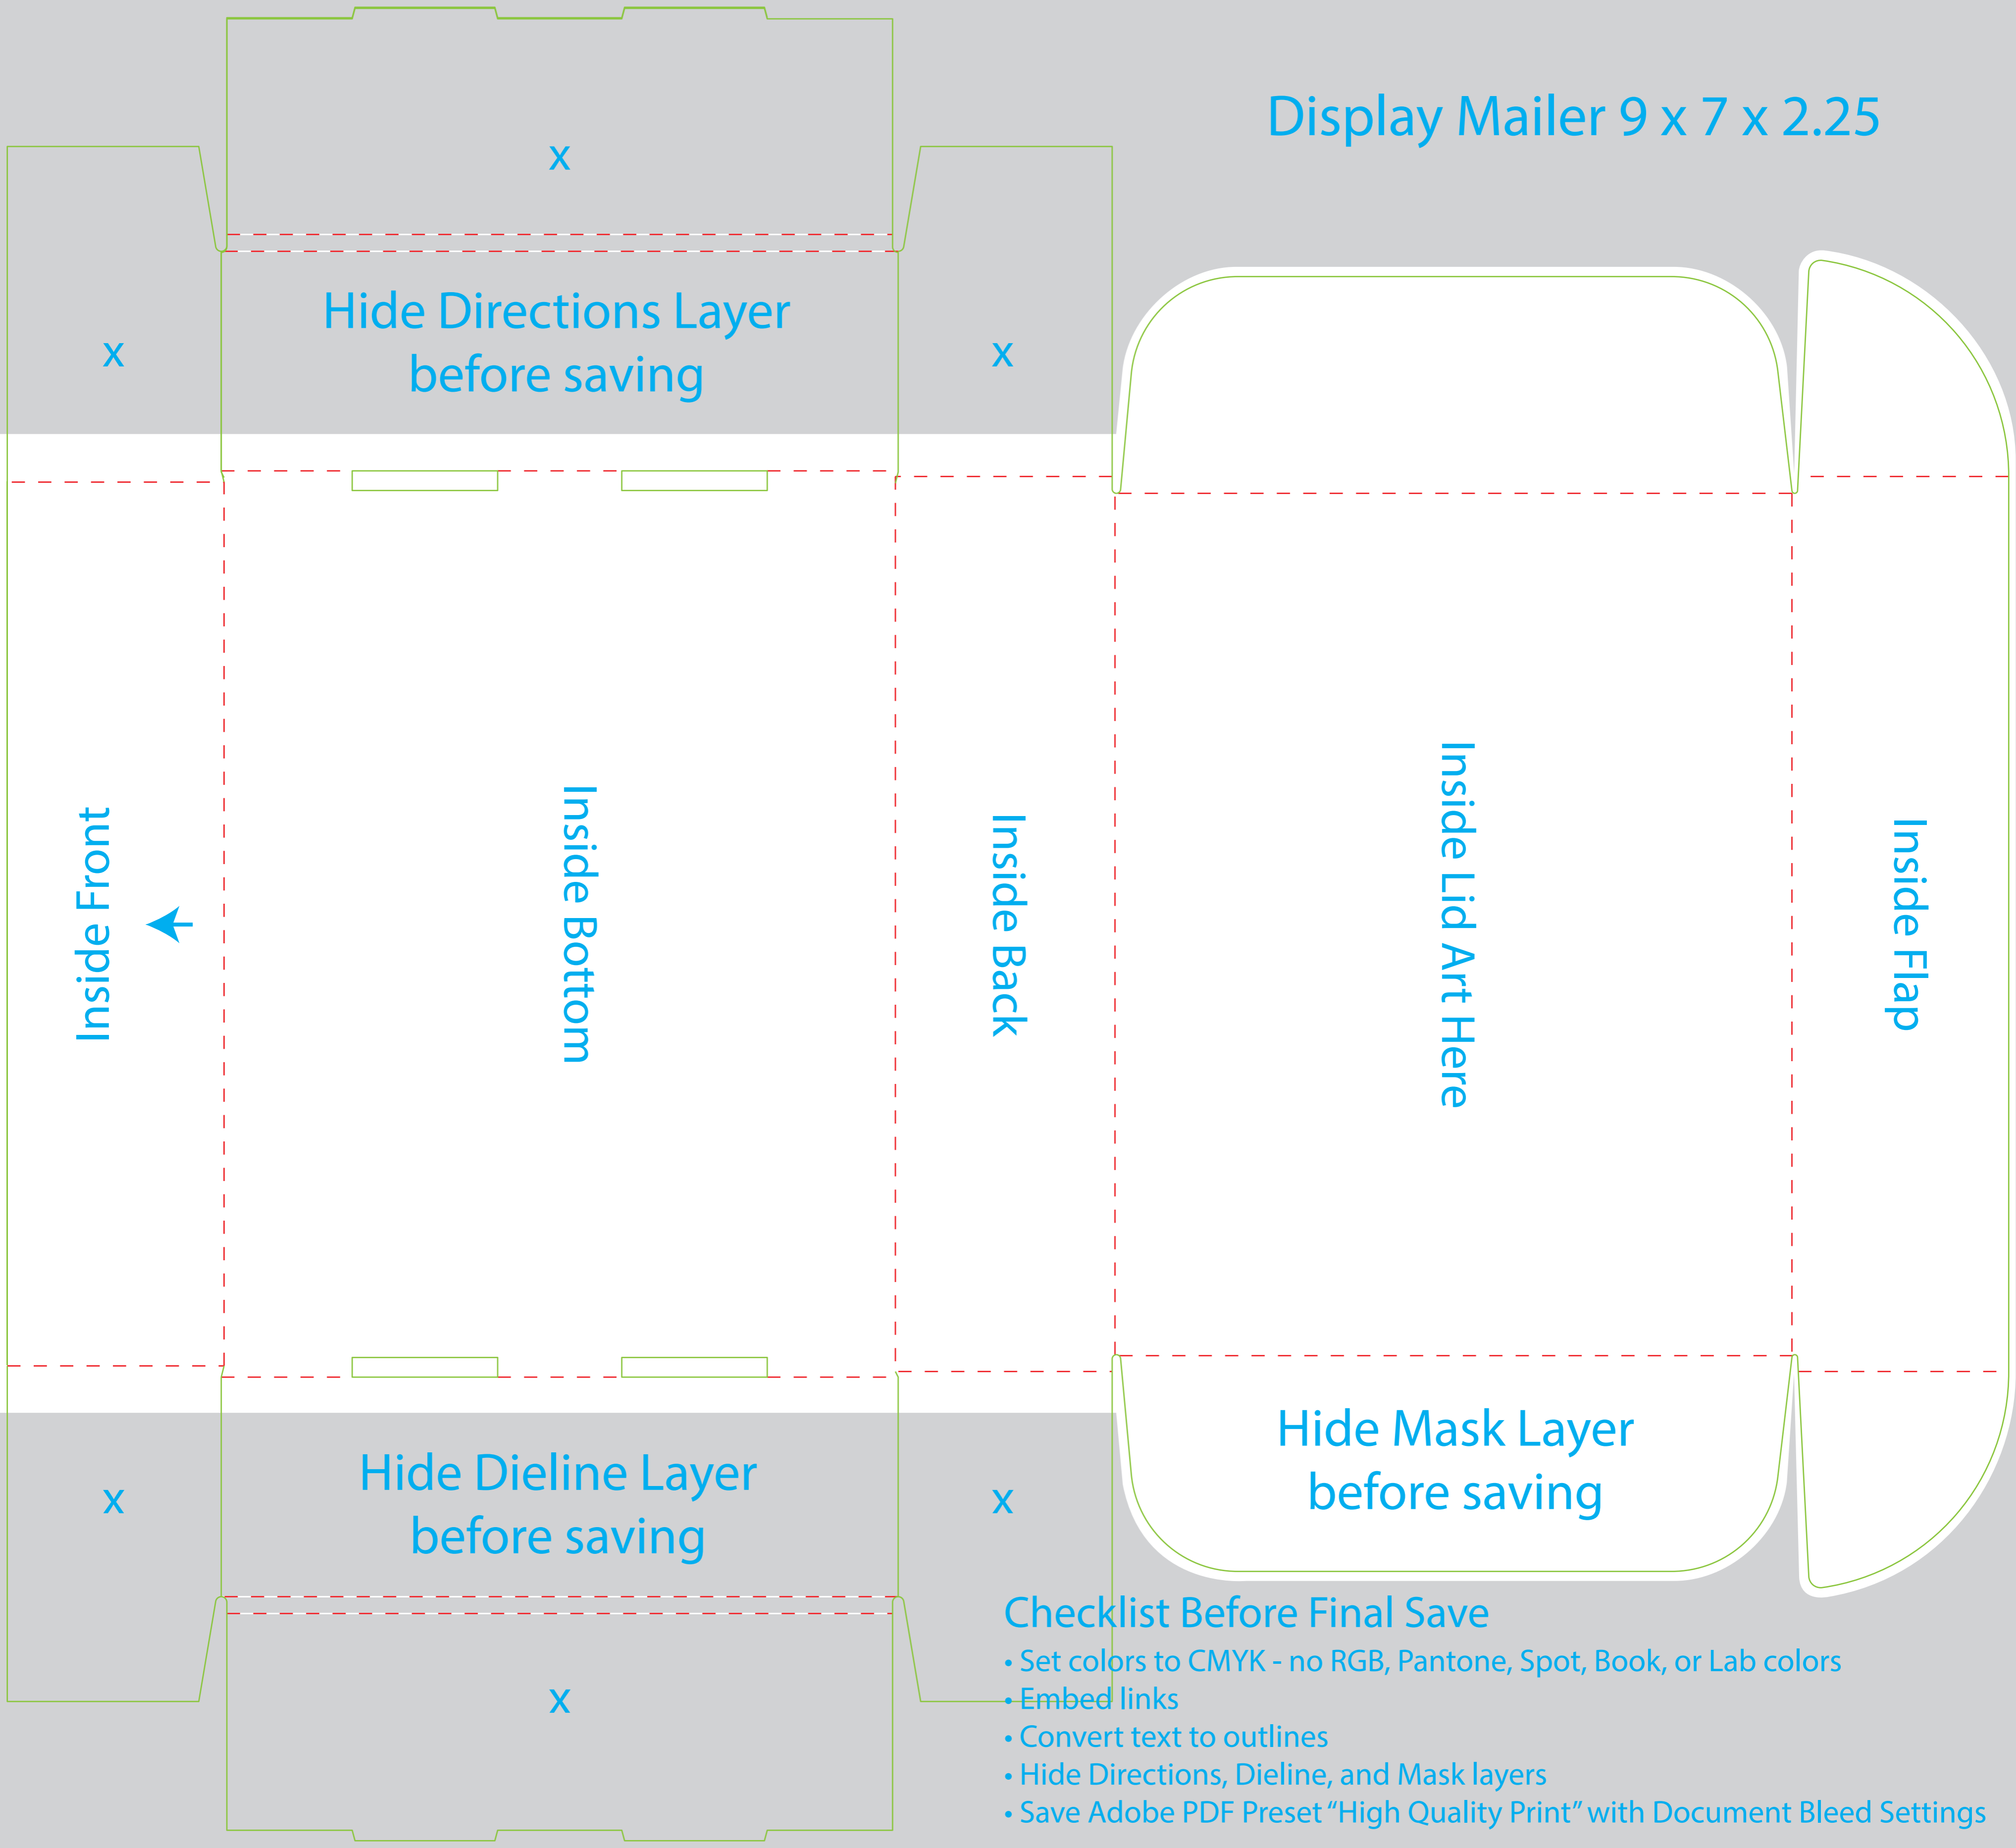 Display Mailer 9 x 7 x 2.25
x
x
Hide Directions Layer
before saving
x
Inside Front
Inside Bottom
Inside Back
Inside Lid Art Here
Inside Flap
x
Hide Dieline Layer
before saving
x
Hide Mask Layer
before saving
x
Checklist Before Final Save
• Set colors to CMYK - no RGB, Pantone, Spot, Book, or Lab colors
• Embed links
• Convert text to outlines
• Hide Directions, Dieline, and Mask layers
• Save Adobe PDF Preset “High Quality Print” with Document Bleed Settings